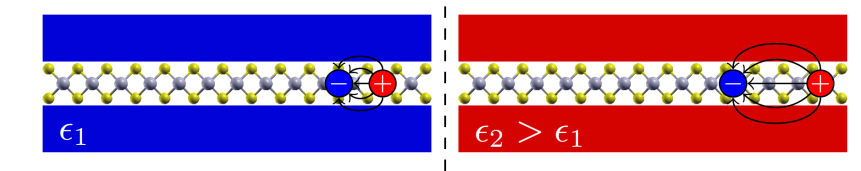 − +
− +
ϵ₁
ϵ₂ > ϵ₁